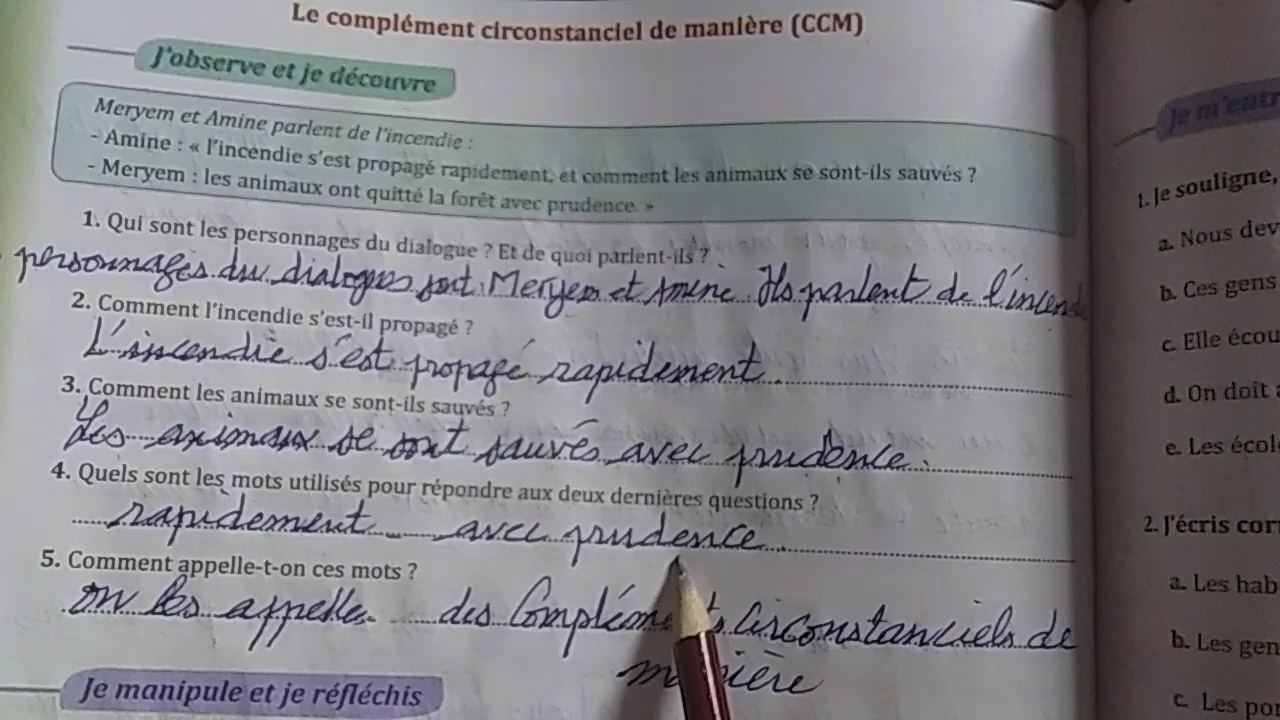 Le complément circonstanciel de manière (CCM)
J'observe et je découvre
Meryem et Amine parlent de l'incendie :
- Amine : « l'incendie s'est propagé rapidement, et comment les animaux se sont-ils sauvés ?
- Meryem : les animaux ont quitté la forêt avec prudence. »
1. Qui sont les personnages du dialogue ? Et de quoi parlent-ils ?
personnages du dialogue sont Meryem et Amine. Ils parlent de l'incend
2. Comment l'incendie s'est-il propagé ?
L'incendie s'est propagé rapidement.
3. Comment les animaux se sont-ils sauvés ?
Les animaux se sont sauvés avec prudence.
4. Quels sont les mots utilisés pour répondre aux deux dernières questions ?
rapidement avec prudence
5. Comment appelle-t-on ces mots ?
on les appelle des Complém ts Circonstanciels de
m nière
Je manipule et je réfléchis
Je m'entr
1. Je souligne,
a. Nous dev
b. Ces gens
c. Elle écou
d. On doit
e. Les écol
2. J'écris cor
a. Les hab
b. Les gen
c. Les po